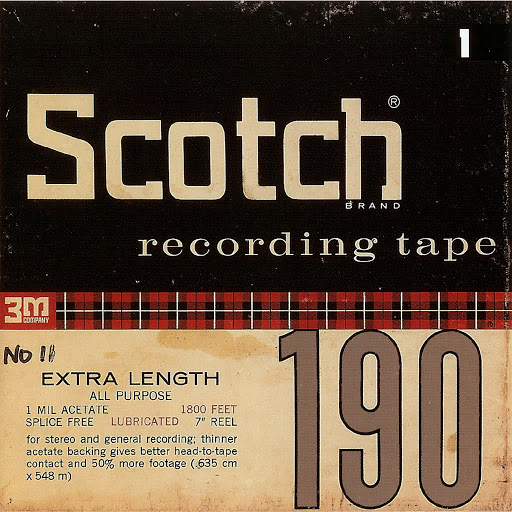 1
Scotch®
BRAND
recording tape
3M
COMPANY
®
No 11
190
EXTRA LENGTH
ALL PURPOSE
1 MIL ACETATE 1800 FEET
SPLICE FREE LUBRICATED 7" REEL
for stereo and general recording; thinner
acetate backing gives better head-to-tape
contact and 50% more footage (.635 cm
x 548 m)